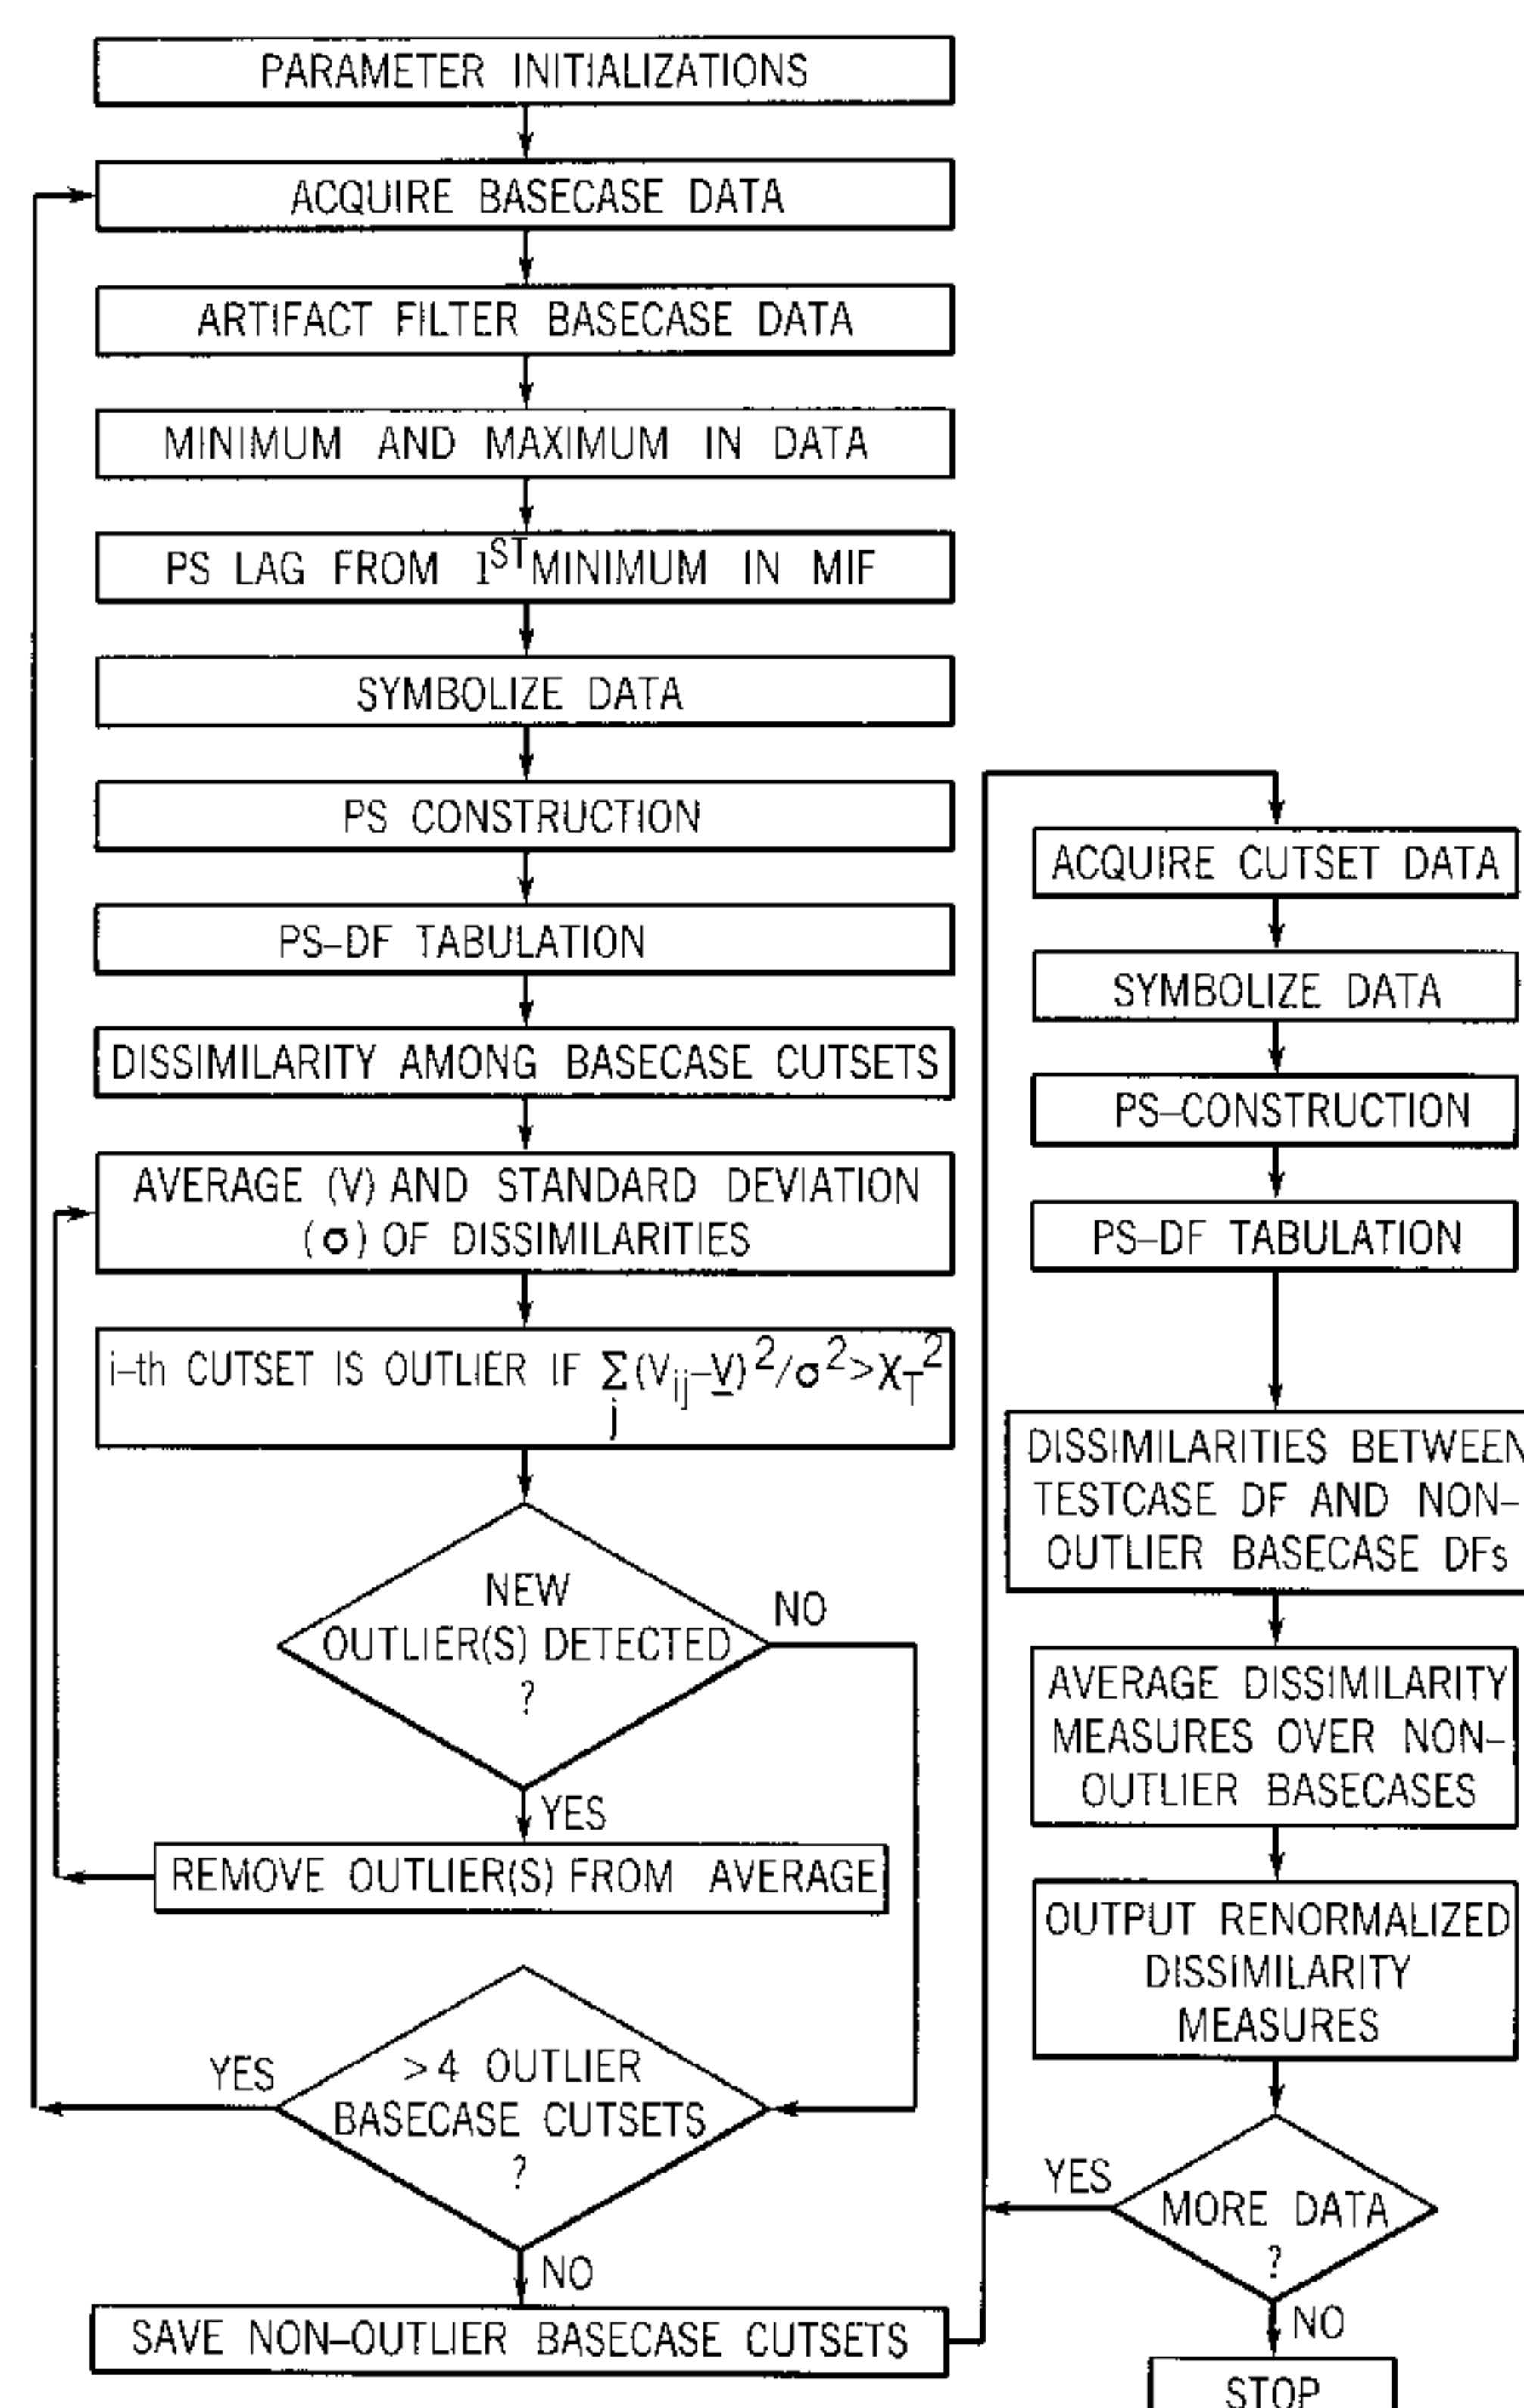 PARAMETER INITIALIZATIONS
ACQUIRE BASECASE DATA
ARTIFACT FILTER BASECASE DATA
MINIMUM AND MAXIMUM IN DATA
PS LAG FROM 1ST MINIMUM IN MIF
SYMBOLIZE DATA
PS CONSTRUCTION
PS-DF TABULATION
DISSIMILARITY AMONG BASECASE CUTSETS
AVERAGE (V) AND STANDARD DEVIATION
(σ) OF DISSIMILARITIES
i-th CUTSET IS OUTLIER IF Σ(Vij-V)2/σ2>χT2
j
NEW
OUTLIER(S) DETECTED
?
NO
YES
REMOVE OUTLIER(S) FROM AVERAGE
>4 OUTLIER
BASECASE CUTSETS
?
YES
NO
SAVE NON-OUTLIER BASECASE CUTSETS
ACQUIRE CUTSET DATA
SYMBOLIZE DATA
PS-CONSTRUCTION
PS-DF TABULATION
DISSIMILARITIES BETWEEN
TESTCASE DF AND NON-
OUTLIER BASECASE DFs
AVERAGE DISSIMILARITY
MEASURES OVER NON-
OUTLIER BASECASES
OUTPUT RENORMALIZED
DISSIMILARITY
MEASURES
YES
MORE DATA
?
NO
STOP